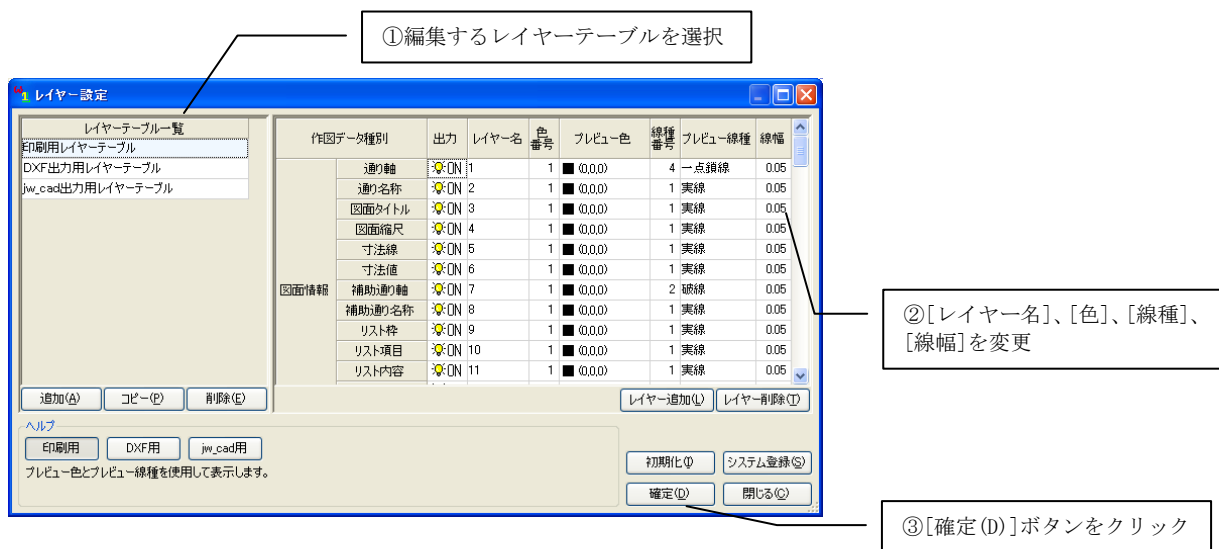 ①編集するレイヤーテーブルを選択
レイヤー設定
レイヤーテーブル一覧
印刷用レイヤーテーブル
DXF出力用レイヤーテーブル
jw_cad出力用レイヤーテーブル
追加(A) コピー(P) 削除(E)
作図データ種別 出力 レイヤー名 色番号 プレビュー色 線種番号 プレビュー線種 線幅
図面情報
通り軸 ON 1 1 (0,0,0) 4 一点鎖線 0.05
通り名称 ON 2 1 (0,0,0) 1 実線 0.05
図面タイトル ON 3 1 (0,0,0) 1 実線 0.05
図面縮尺 ON 4 1 (0,0,0) 1 実線 0.05
寸法線 ON 5 1 (0,0,0) 1 実線 0.05
寸法値 ON 6 1 (0,0,0) 1 実線 0.05
補助通り軸 ON 7 1 (0,0,0) 2 破線 0.05
補助通り名称 ON 8 1 (0,0,0) 1 実線 0.05
リスト枠 ON 9 1 (0,0,0) 1 実線 0.05
リスト項目 ON 10 1 (0,0,0) 1 実線 0.05
リスト内容 ON 11 1 (0,0,0) 1 実線 0.05
レイヤー追加(L) レイヤー削除(T)
②[レイヤー名]、[色]、[線種]、
[線幅]を変更
ヘルプ
印刷用 DXF用 jw_cad用
プレビュー色とプレビュー線種を使用して表示します。
初期化(I) システム登録(S)
確定(D) 閉じる(C)
③[確定(D)]ボタンをクリック